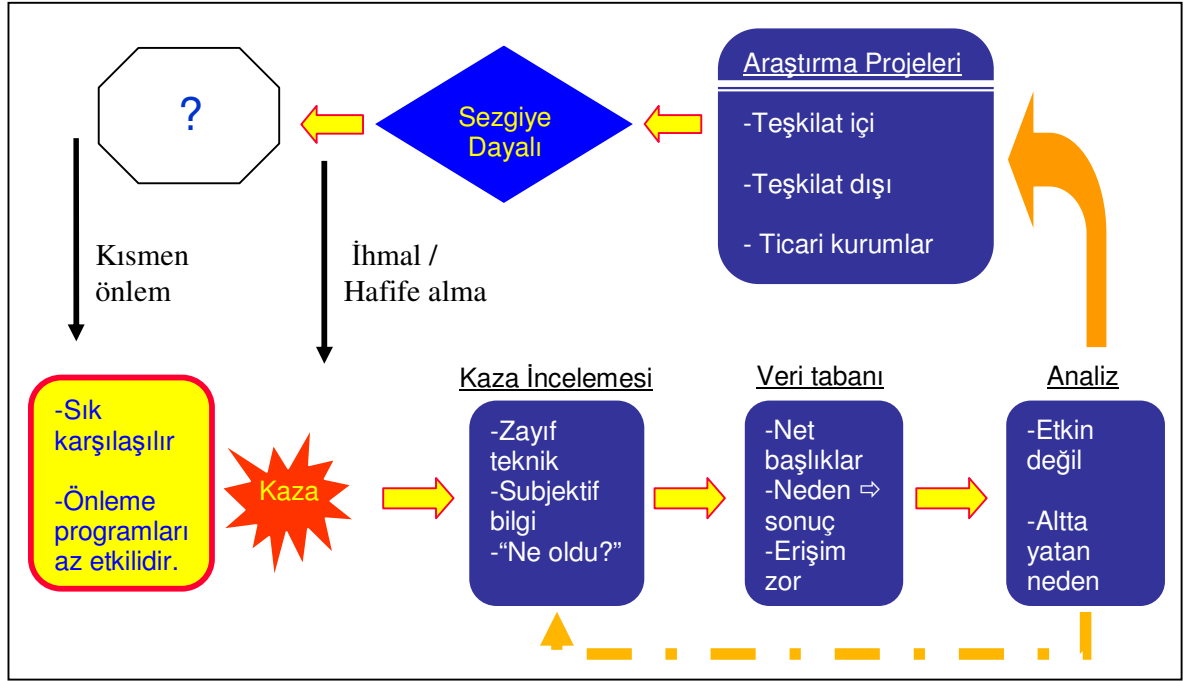 ?
Sezgiye
Dayalı
Araştırma Projeleri
-Teşkilat içi
-Teşkilat dışı
- Ticari kurumlar
Kısmen
önlem
İhmal /
Hafife alma
-Sık
karşılaşılır
-Önleme
programları
az etkilidir.
Kaza
Kaza İncelemesi
-Zayıf
teknik
-Subjektif
bilgi
-“Ne oldu?”
Veri tabanı
-Net
başlıklar
-Neden ⇨
sonuç
-Erişim
zor
Analiz
-Etkin
değil
-Altta
yatan
neden